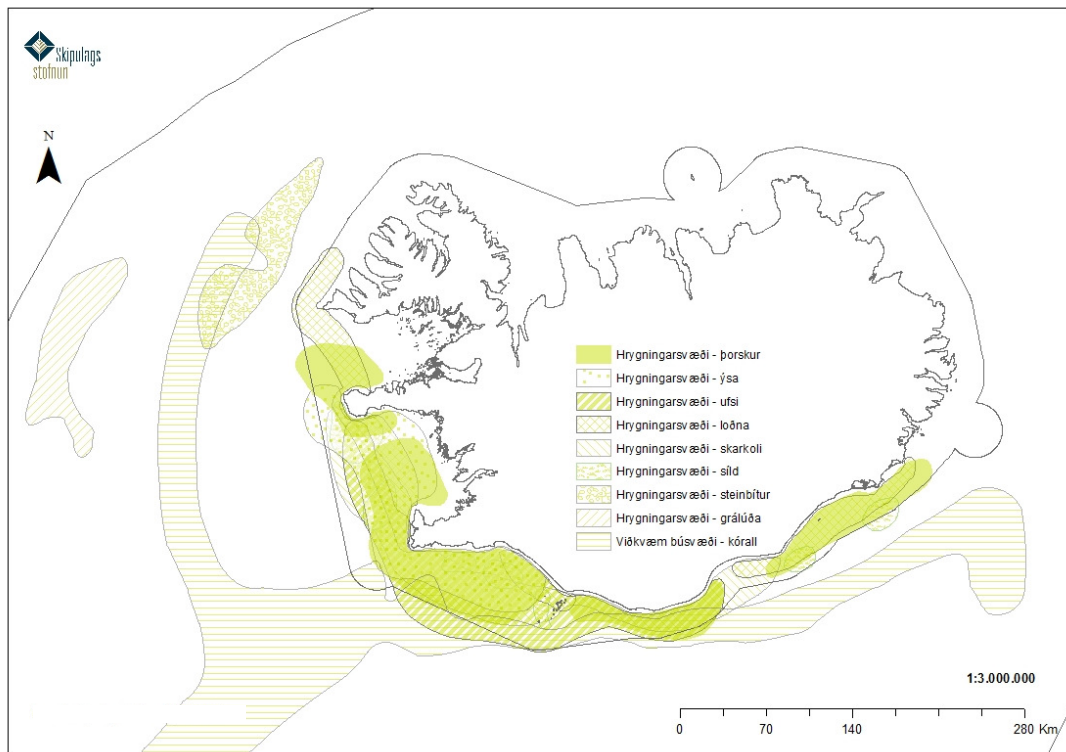 Skipulags
stofnun
N
Hrygningarsvæði - þorskur
Hrygningarsvæði - ýsa
Hrygningarsvæði - ufsi
Hrygningarsvæði - loðna
Hrygningarsvæði - skarkoli
Hrygningarsvæði - síld
Hrygningarsvæði - steinbítur
Hrygningarsvæði - grálúða
Viðkvæm búsvæði - kórall
1:3.000.000
0 70 140 280 Km